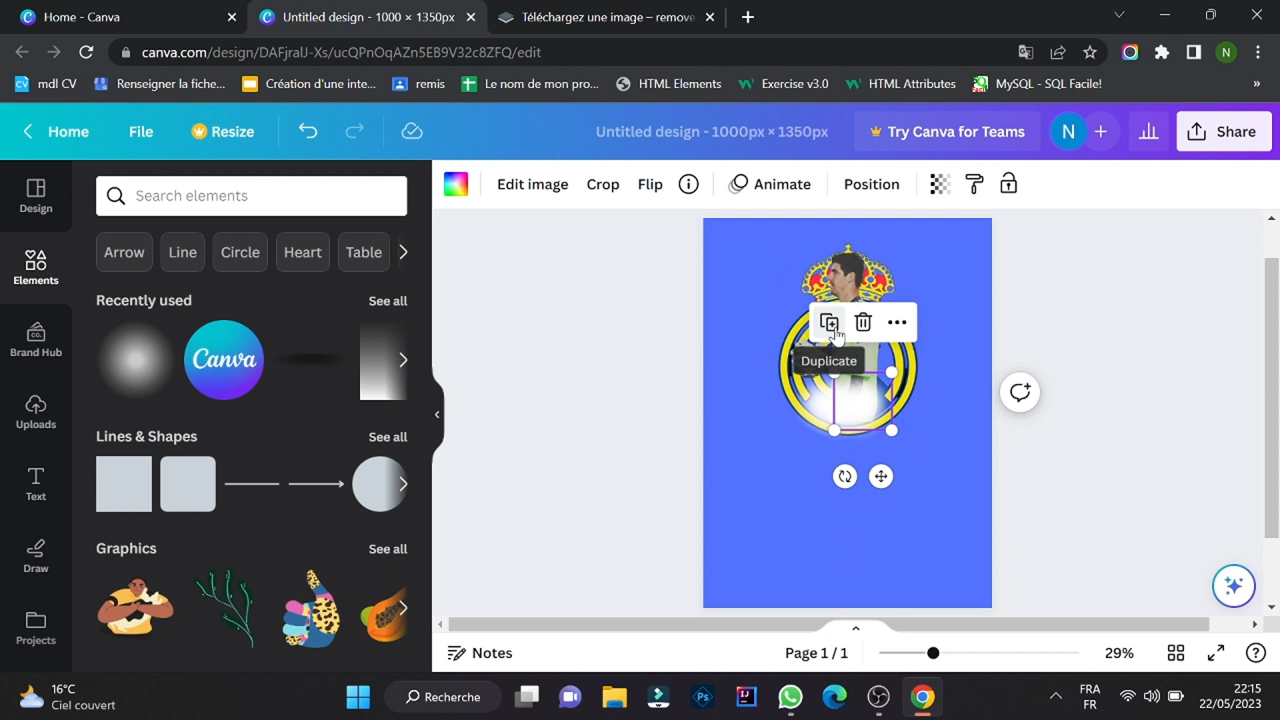 Home - Canva
Untitled design - 1000 × 1350px
Téléchargez une image – remove.
canva.com/design/DAFjralJ-Xs/ucQPnOqAZn5EB9V32c8ZFQ/edit
N
mdl CV
Renseigner la fiche...
Création d'une inte...
remis
Le nom de mon pro...
HTML Elements
Exercise v3.0
HTML Attributes
MySQL - SQL Facile!
»
Home
File
Resize
Untitled design - 1000px × 1350px
Try Canva for Teams
N
Share
Design
Elements
Brand Hub
Uploads
Text
Draw
Projects
Search elements
Arrow
Line
Circle
Heart
Table
Recently used
See all
Canva
Lines & Shapes
See all
Graphics
See all
Edit image
Crop
Flip
Animate
Position
Duplicate
Notes
Page 1 / 1
29%
16°C
Ciel couvert
Recherche
FRA
FR
22:15
22/05/2023